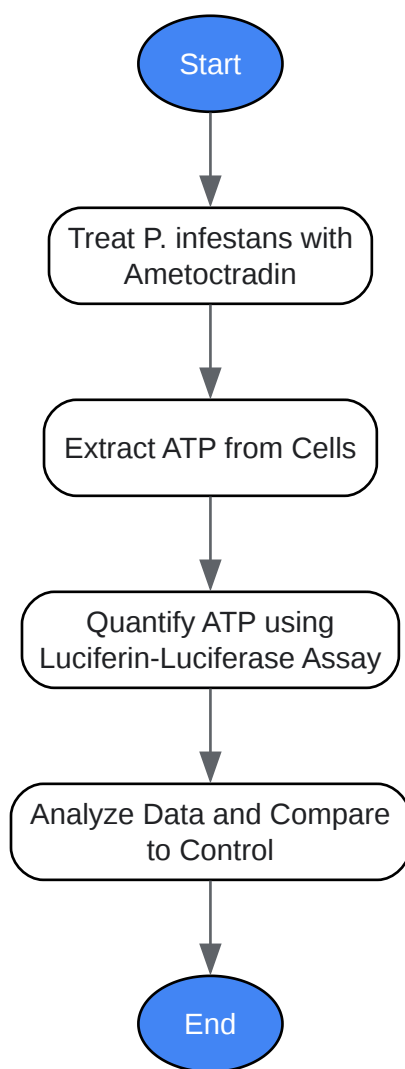 Start
Treat P. infestans with
Ametoctradin
Extract ATP from Cells
Quantify ATP using
Luciferin-Luciferase Assay
Analyze Data and Compare
to Control
End